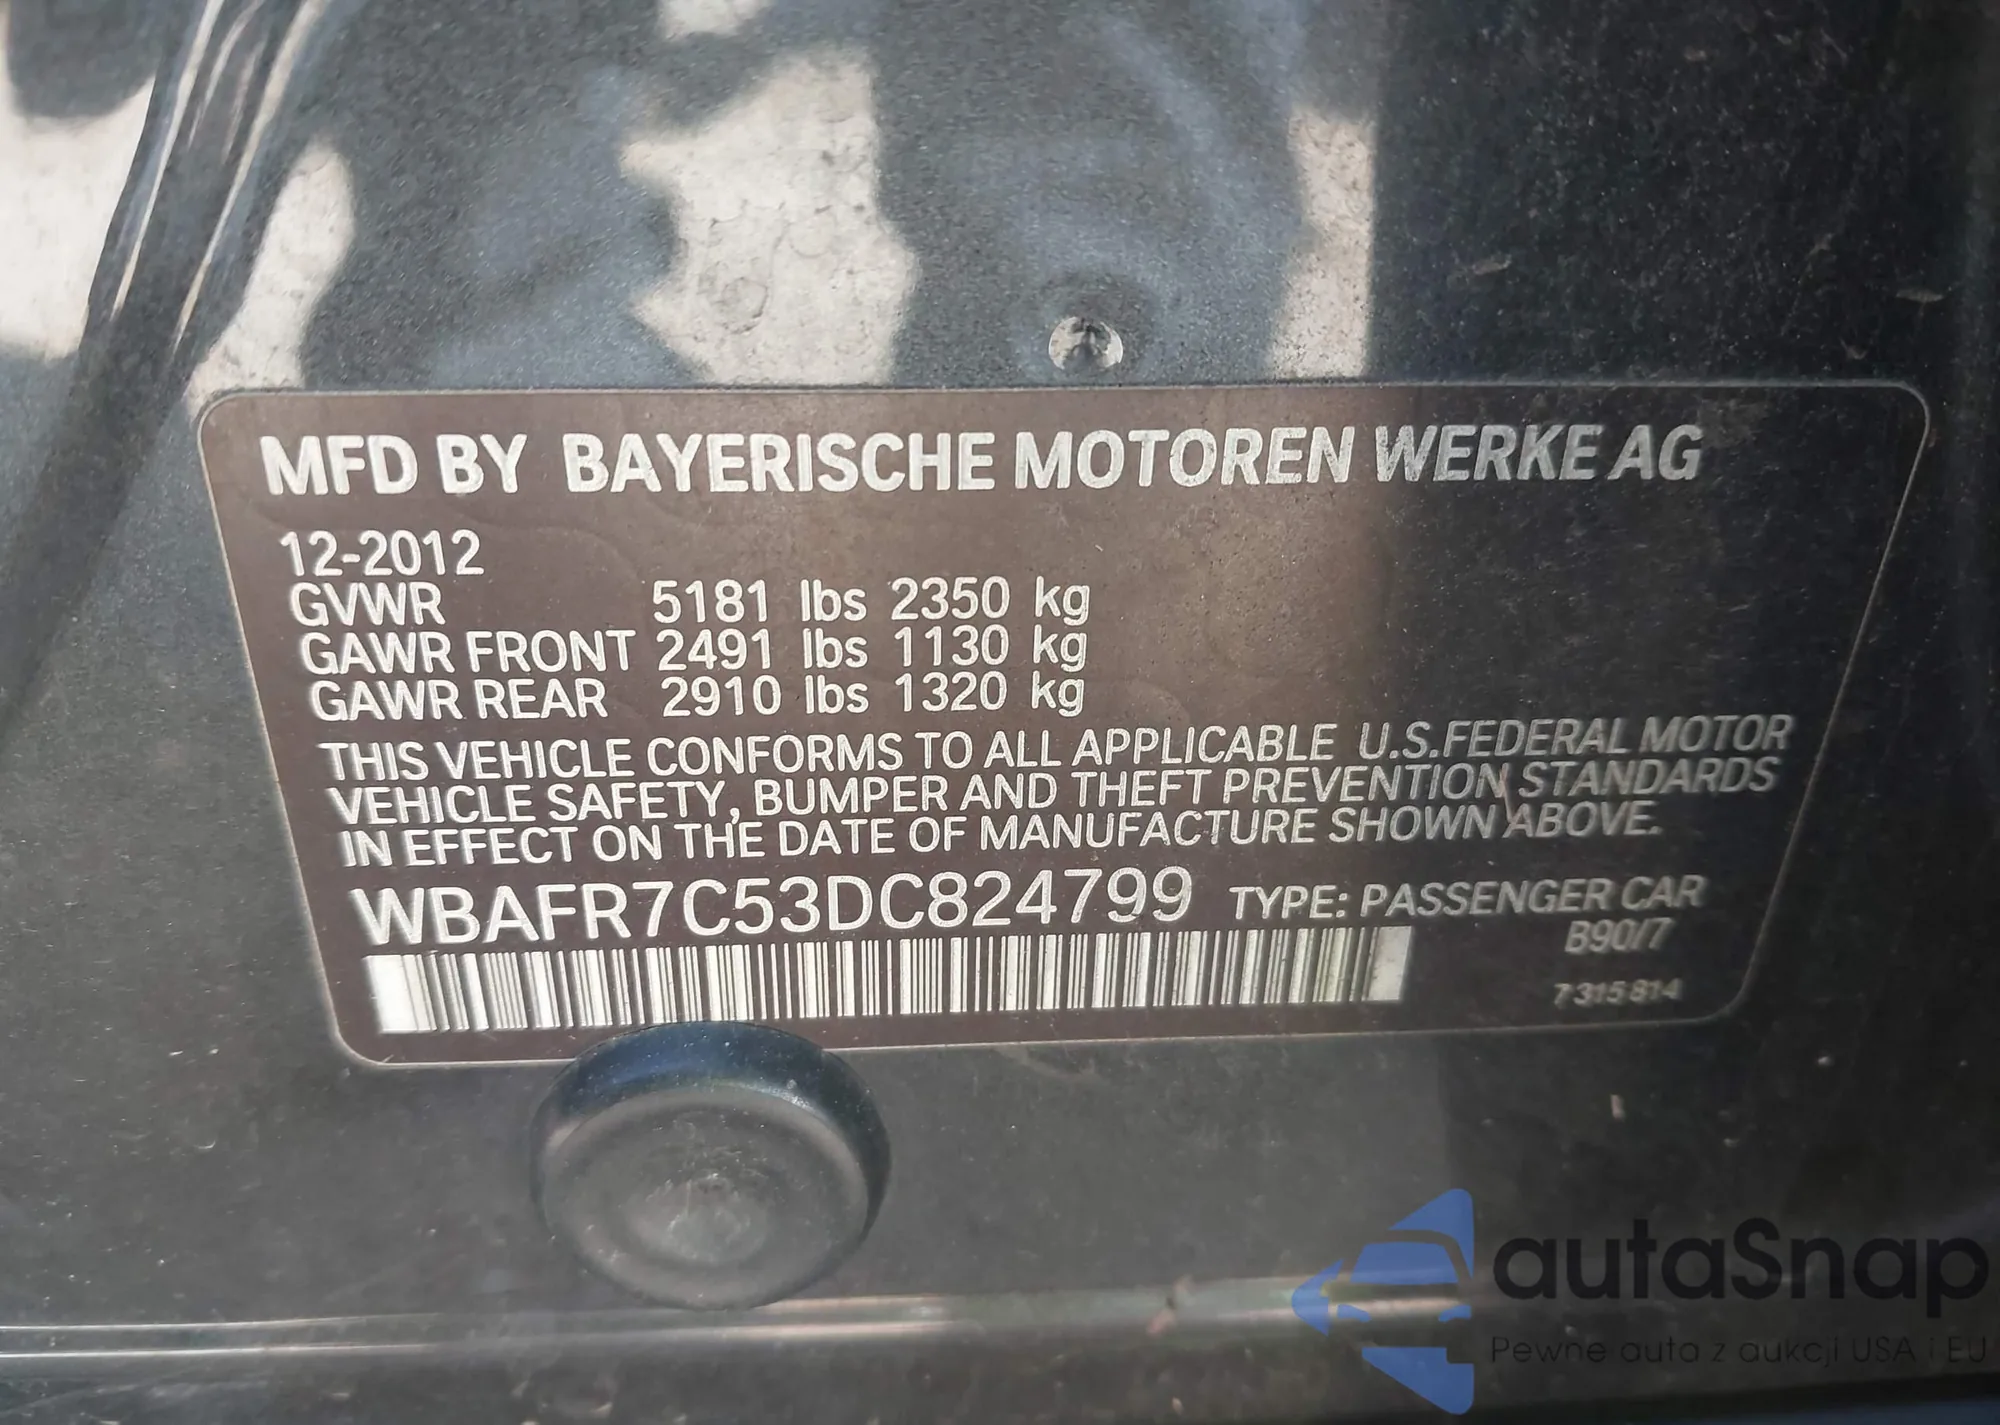 MFD BY BAYERISCHE MOTOREN WERKE AG
12-2012
GVWR 5181 lbs 2350 kg
GAWR FRONT 2491 lbs 1130 kg
GAWR REAR 2910 lbs 1320 kg
THIS VEHICLE CONFORMS TO ALL APPLICABLE U.S.FEDERAL MOTOR
VEHICLE SAFETY, BUMPER AND THEFT PREVENTION STANDARDS
IN EFFECT ON THE DATE OF MANUFACTURE SHOWN ABOVE.
WBAFR7C53DC824799 TYPE: PASSENGER CAR
B90/7
7 315 814
autaSnap
Pewne auta z aukcji USA i EU